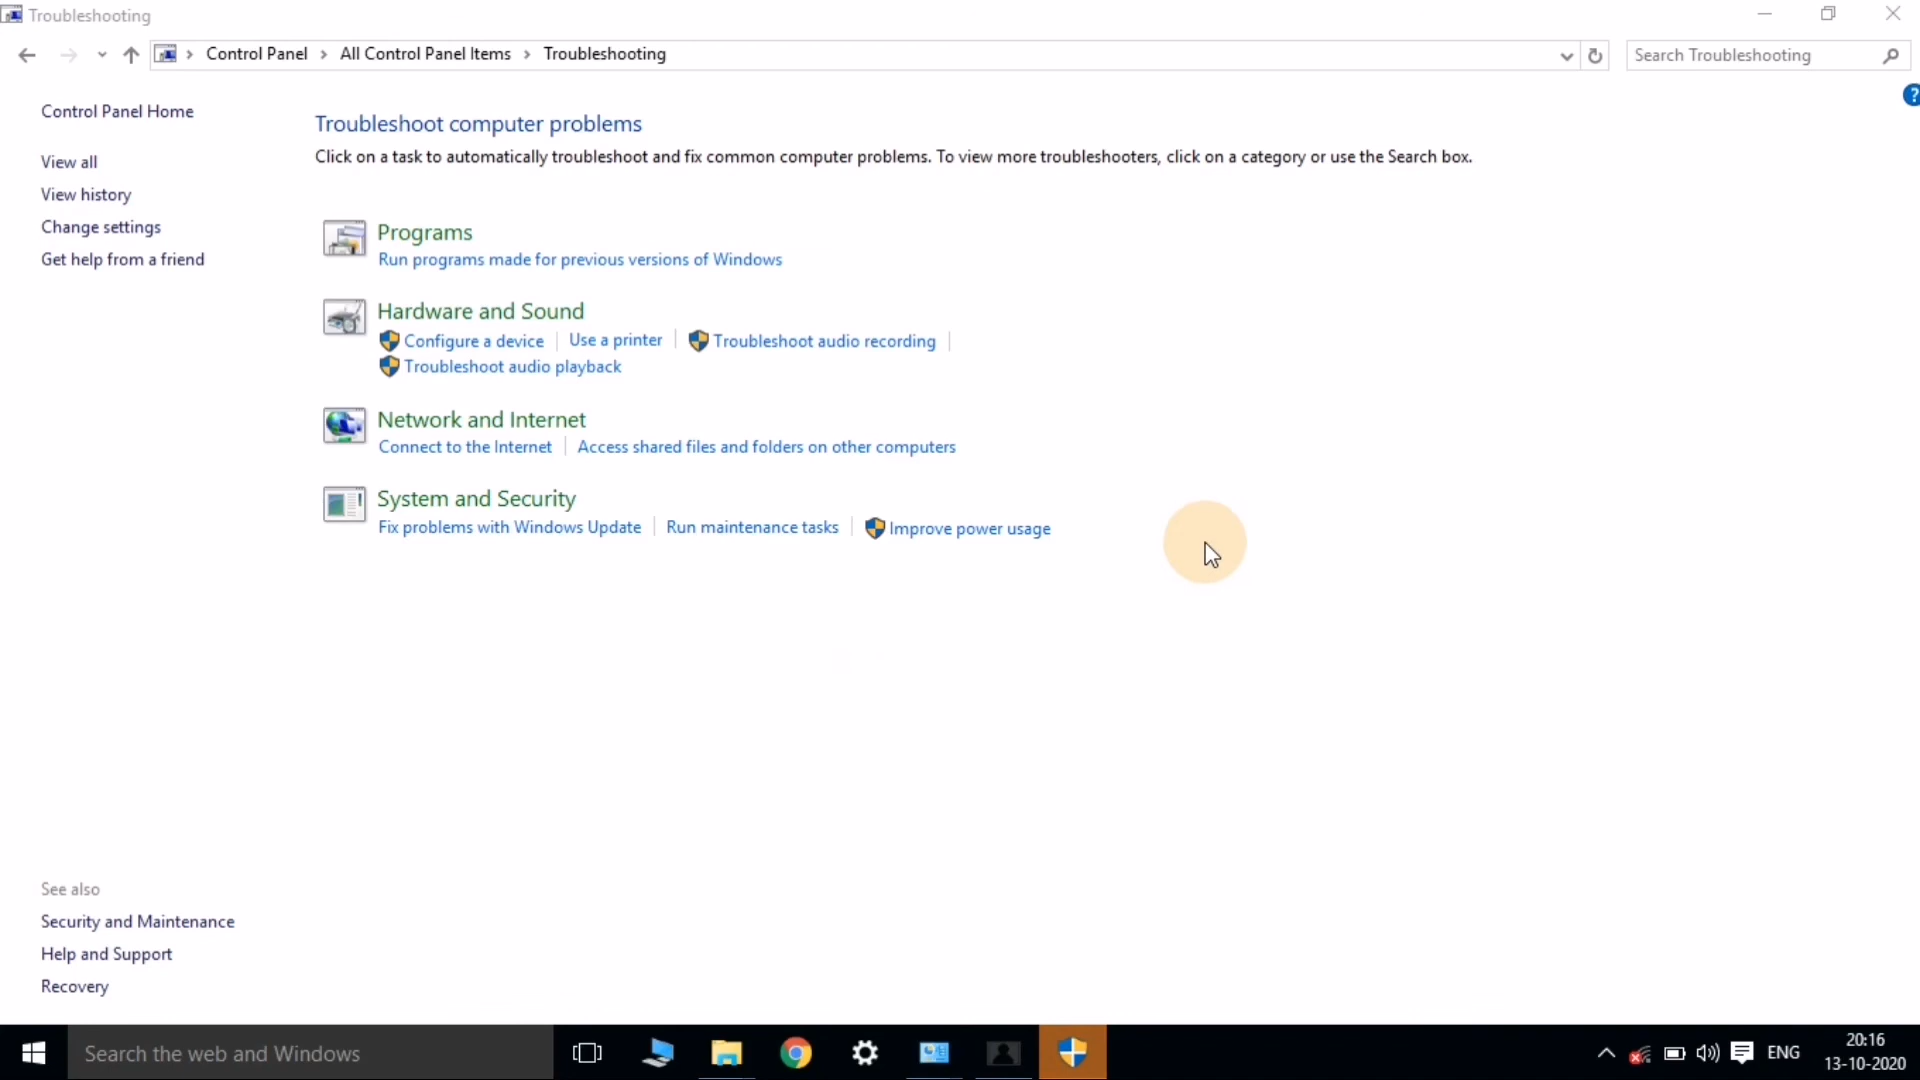 Troubleshooting
Control Panel > All Control Panel Items > Troubleshooting
Search Troubleshooting
?
Control Panel Home
View all
View history
Change settings
Get help from a friend
Troubleshoot computer problems
Click on a task to automatically troubleshoot and fix common computer problems. To view more troubleshooters, click on a category or use the Search box.
Programs
Run programs made for previous versions of Windows
Hardware and Sound
Configure a device | Use a printer | Troubleshoot audio recording |
Troubleshoot audio playback
Network and Internet
Connect to the Internet | Access shared files and folders on other computers
System and Security
Fix problems with Windows Update | Run maintenance tasks | Improve power usage
See also
Security and Maintenance
Help and Support
Recovery
Search the web and Windows
ENG
20:16
13-10-2020